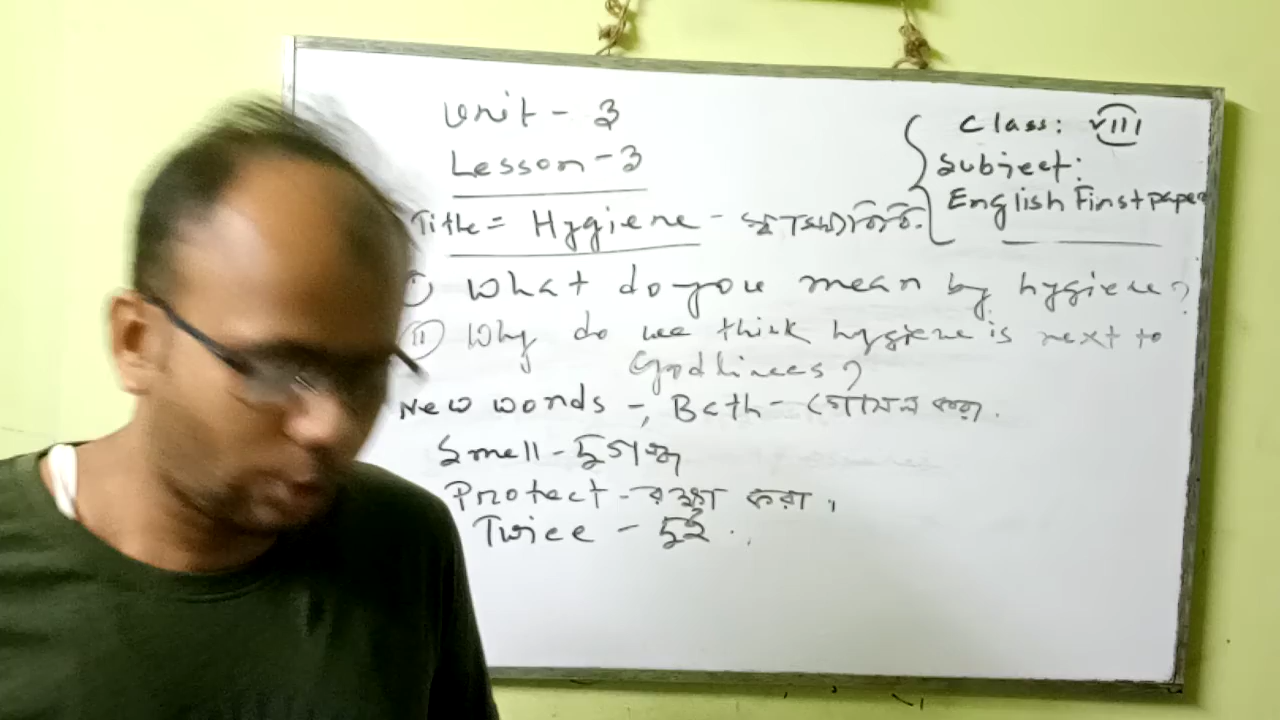 Unit - 3
Lesson - 3
Class: VIII
Subject:
English First paper
Title = Hygiene - স্বাস্থ্যবিধি.
What do you mean by hygiene?
(II) Why do we think hygiene is next to
Godliness?
New words -, Bath - গোসল করা.
Smell - দুর্গন্ধ
Protect - রক্ষা করা,
Twice - দুই